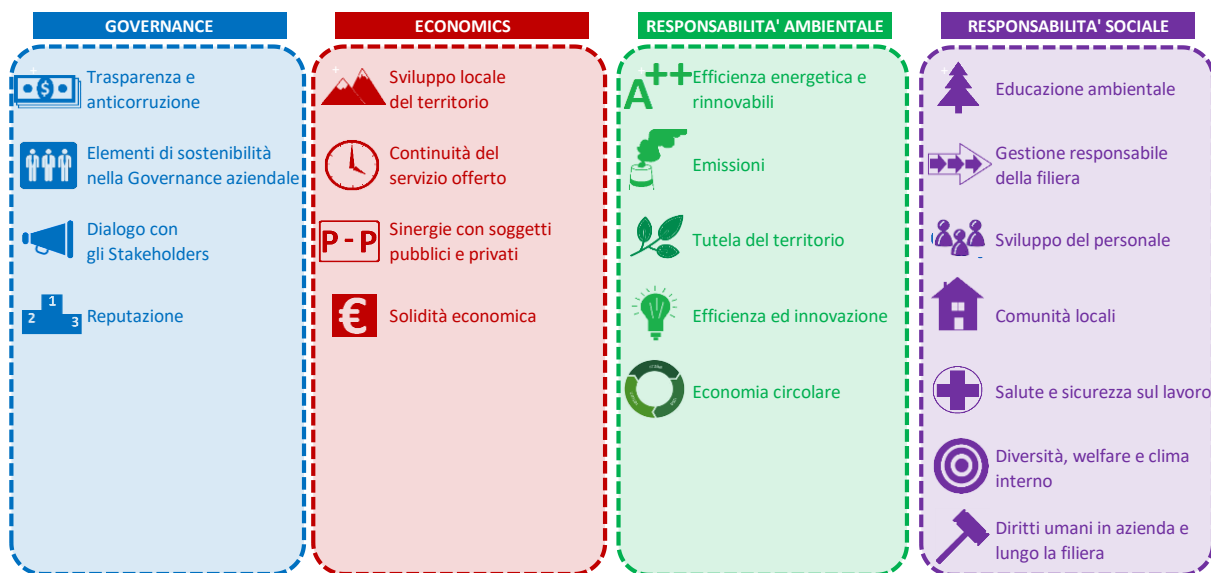 GOVERNANCE
Trasparenza e
anticorruzione
Elementi di sostenibilità
nella Governance aziendale
Dialogo con
gli Stakeholders
1
2
3
Reputazione
ECONOMICS
Sviluppo locale
del territorio
Continuità del
servizio offerto
P - P
Sinergie con soggetti
pubblici e privati
€
Solidità economica
RESPONSABILITA' AMBIENTALE
A++
Efficienza energetica e
rinnovabili
Emissioni
Tutela del territorio
Efficienza ed innovazione
Economia circolare
RESPONSABILITA' SOCIALE
Educazione ambientale
Gestione responsabile
della filiera
Sviluppo del personale
Comunità locali
Salute e sicurezza sul lavoro
Diversità, welfare e clima
interno
Diritti umani in azienda e
lungo la filiera